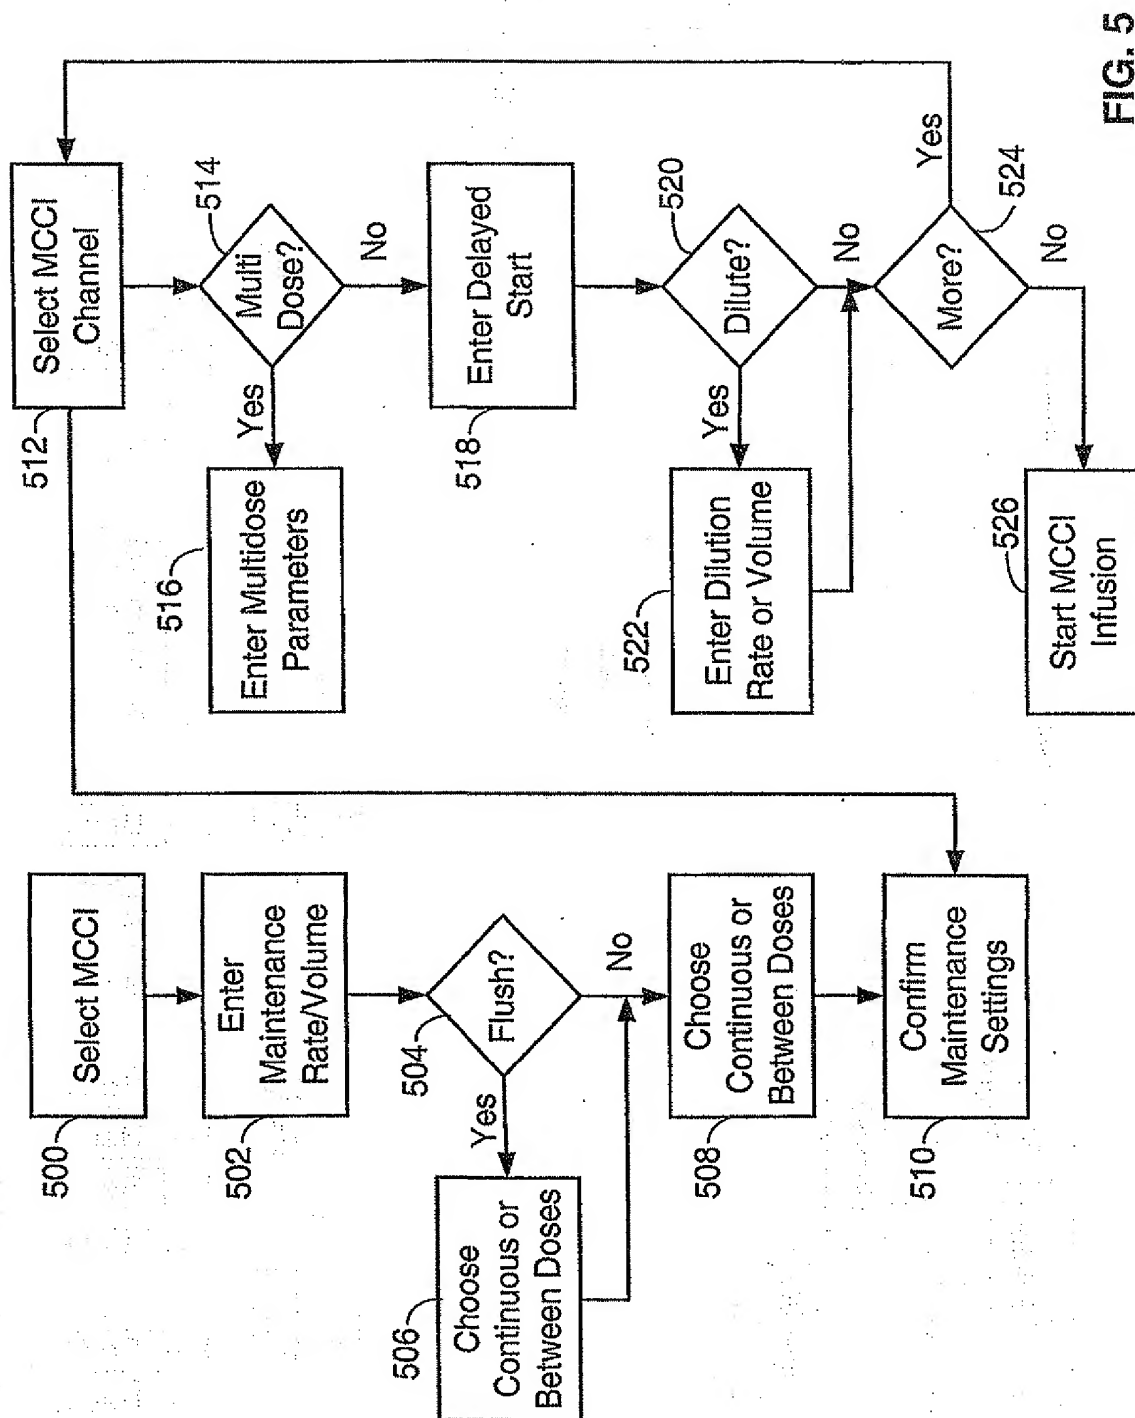 500
Select MCCI
502
Enter
Maintenance
Rate/Volume
504
Flush?
Yes
No
506
Choose
Continuous or
Between Doses
508
Choose
Continuous or
Between Doses
510
Confirm
Maintenance
Settings
512
Select MCCI
Channel
514
Multi
Dose?
Yes
No
516
Enter Multidose
Parameters
518
Enter Delayed
Start
520
Dilute?
Yes
No
522
Enter Dilution
Rate or Volume
524
More?
Yes
No
526
Start MCCI
Infusion
FIG. 5